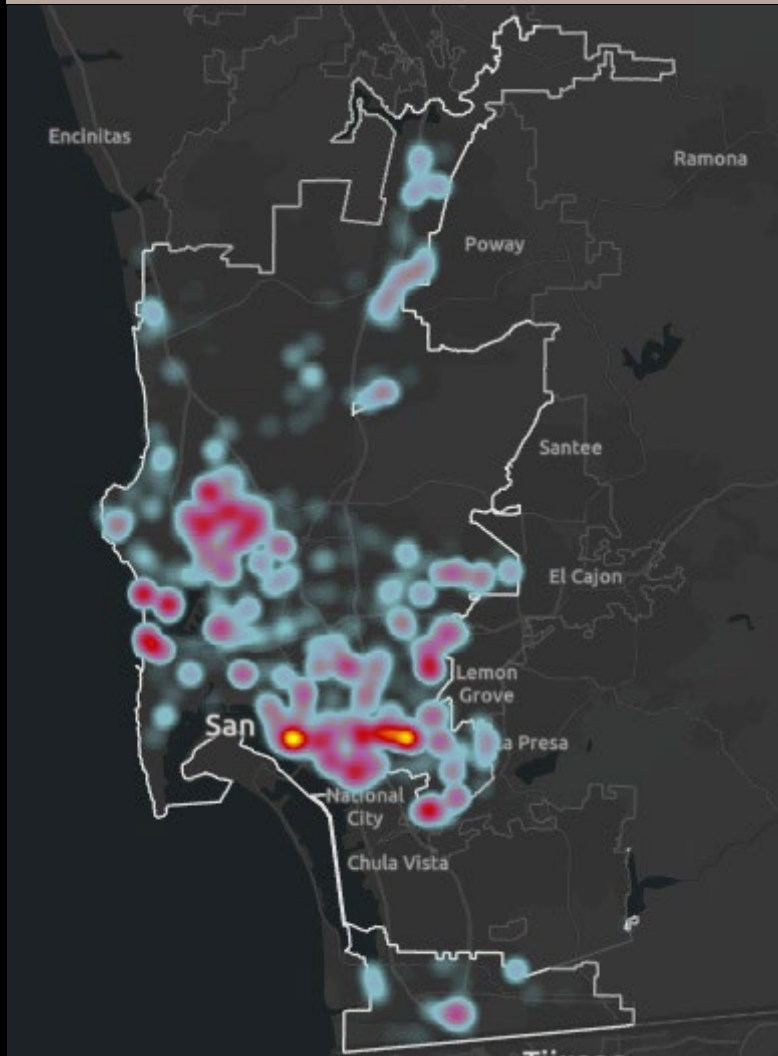 Encinitas
Ramona
Poway
Santee
El Cajon
Lemon
Grove
San
a Presa
National
City
Chula Vista